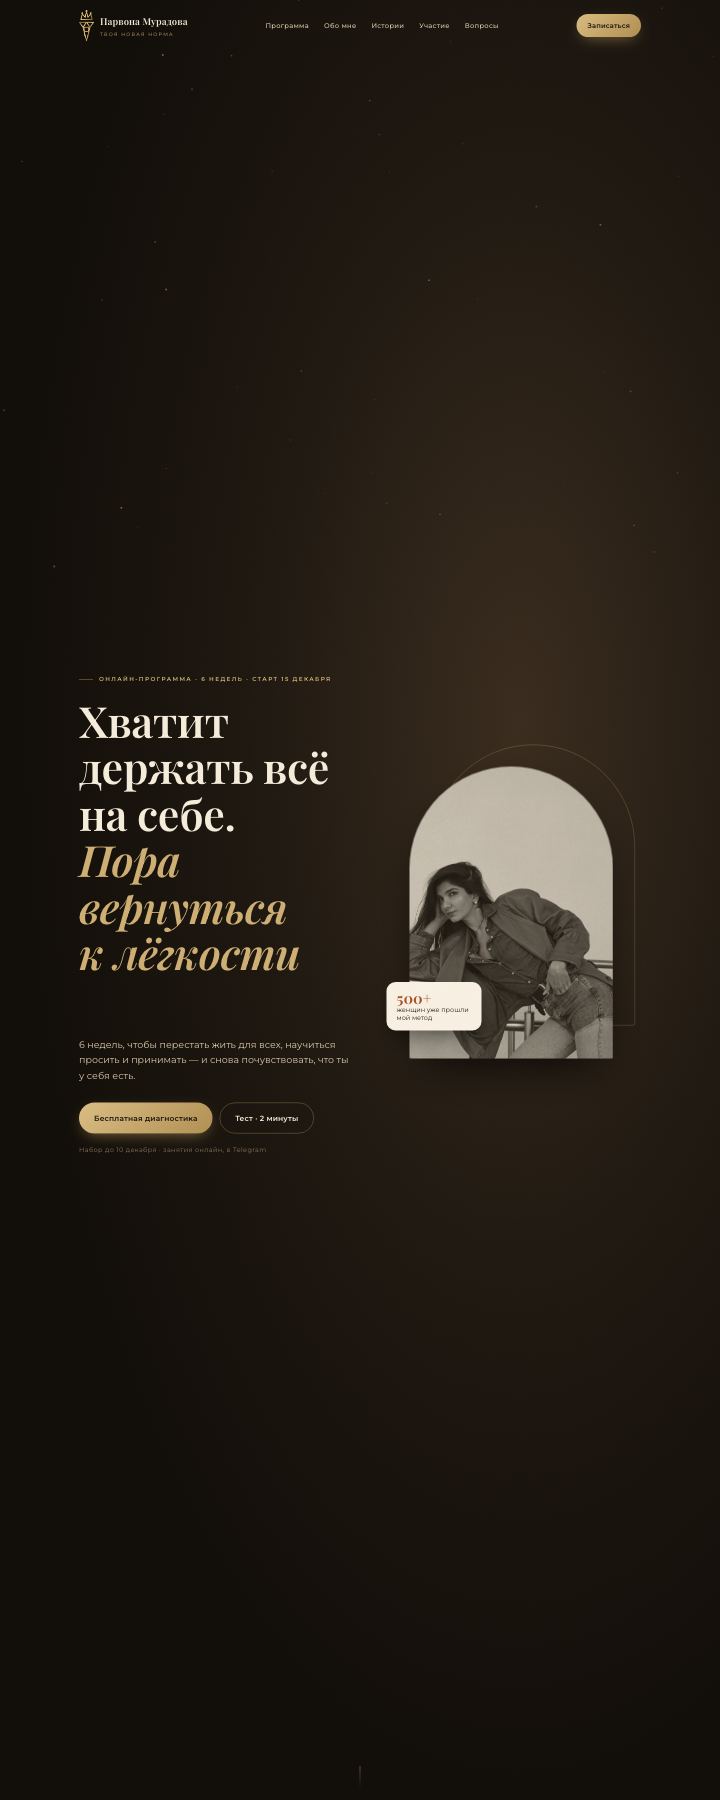 Парвона Мурадова
ТВОЯ НОВАЯ НОРМА
Программа
Обо мне
Истории
Участие
Вопросы
Записаться
ОНЛАЙН-ПРОГРАММА · 6 НЕДЕЛЬ · СТАРТ 15 ДЕКАБРЯ
Хватит
держать всё
на себе.
Пора
вернуться
к лёгкости
500+
женщин уже прошли
мой метод
6 недель, чтобы перестать жить для всех, научиться
просить и принимать — и снова почувствовать, что ты
у себя есть.
Бесплатная диагностика
Тест · 2 минуты
Набор до 10 декабря · занятия онлайн, в Telegram